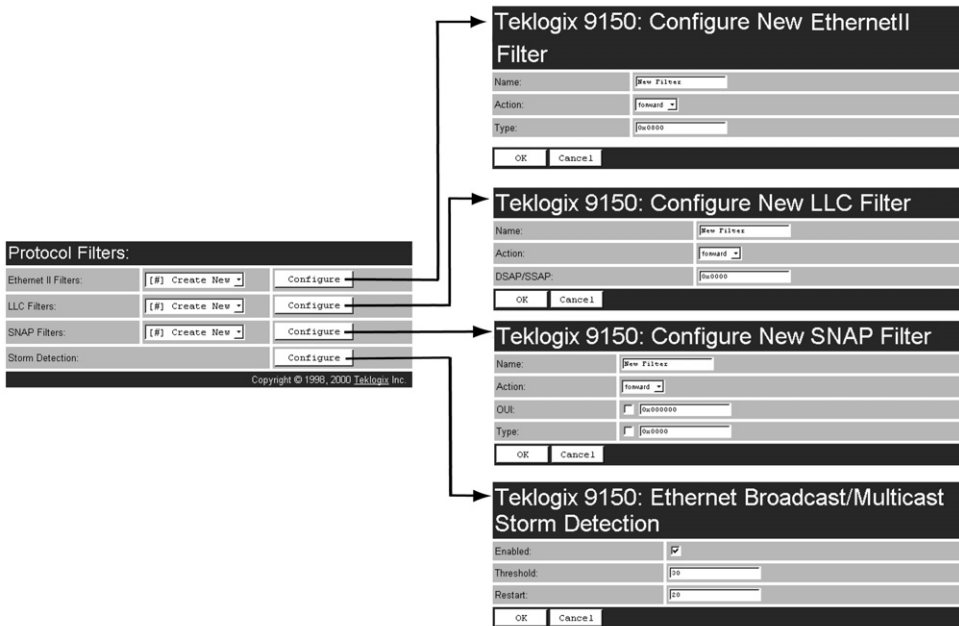 Protocol Filters:
Ethernet II Filters: [#] Create New Configure
LLC Filters: [#] Create New Configure
SNAP Filters: [#] Create New Configure
Storm Detection: Configure
Copyright © 1998, 2000 Teklogix Inc.
Teklogix 9150: Configure New EthernetII
Filter
Name: New Filter
Action: forward
Type: 0x0800
OK Cancel
Teklogix 9150: Configure New LLC Filter
Name: New Filter
Action: forward
DSAP/SSAP: 0x0000
OK Cancel
Teklogix 9150: Configure New SNAP Filter
Name: New Filter
Action: forward
OUI: 0x000000
Type: 0x0000
OK Cancel
Teklogix 9150: Ethernet Broadcast/Multicast
Storm Detection
Enabled:
Threshold: 30
Restart: 20
OK Cancel